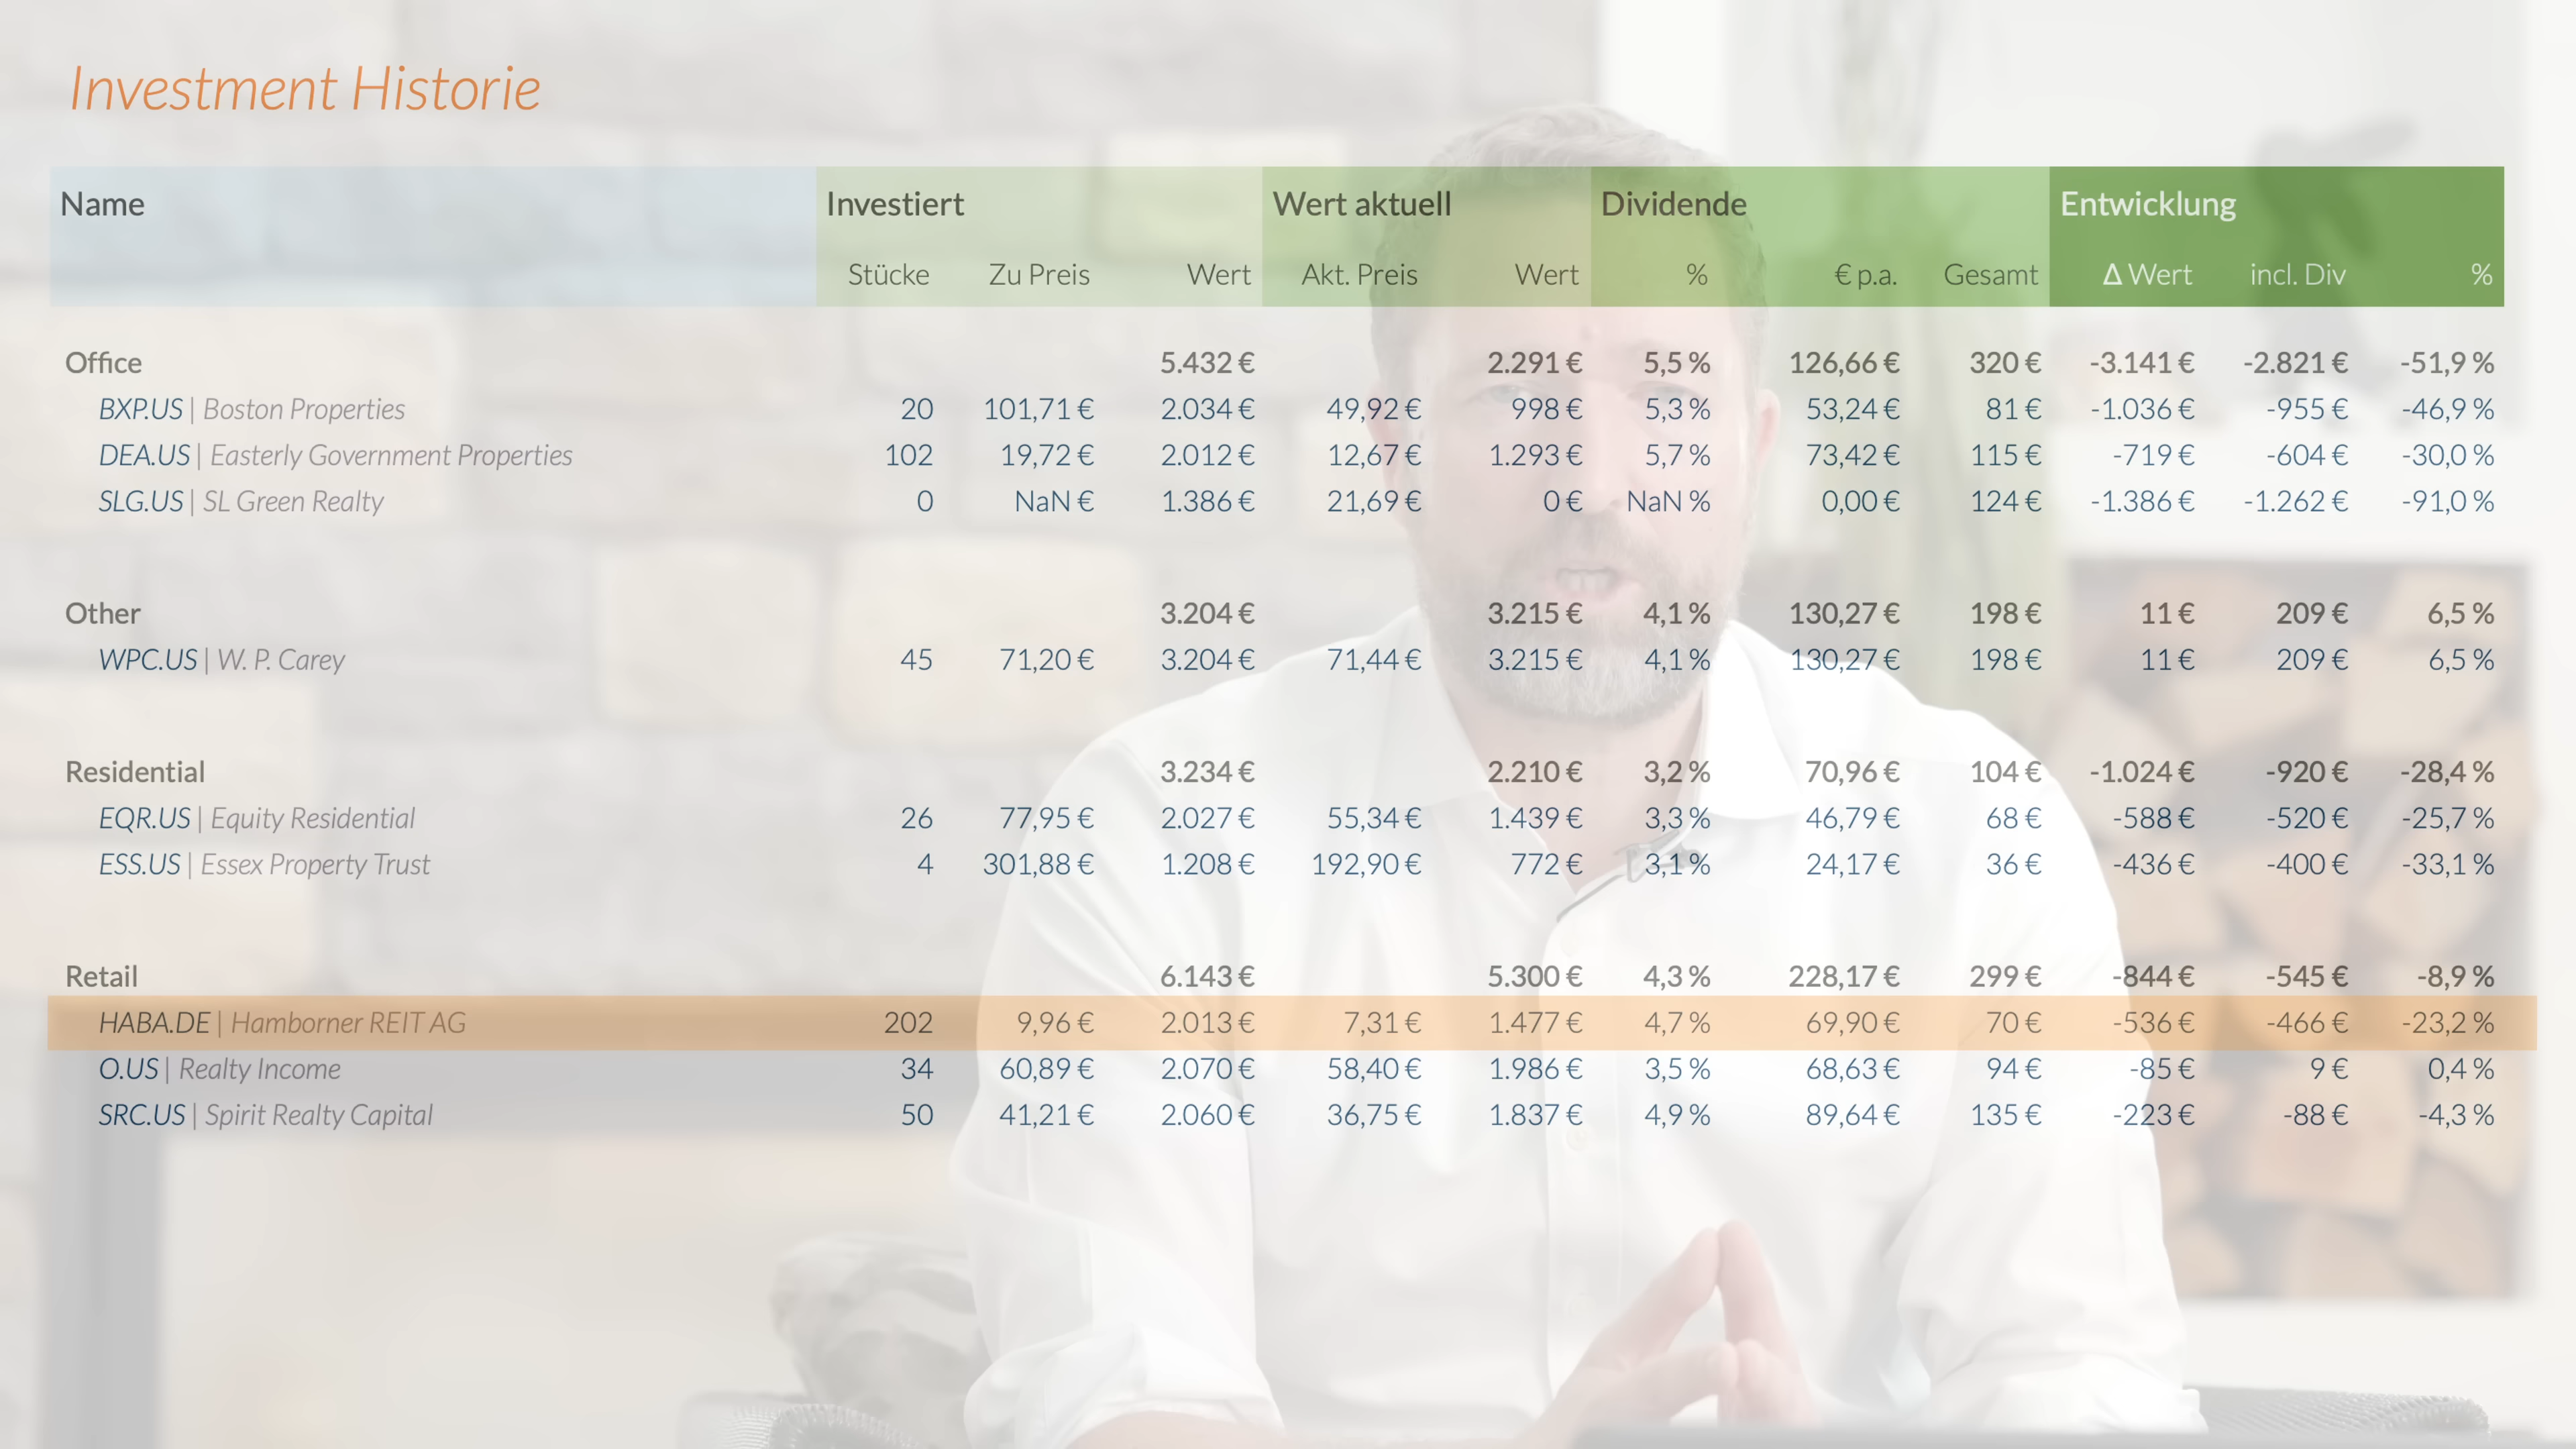 Investment Historie
Name Investiert Wert aktuell Dividende Entwicklung
Stücke Zu Preis Wert Akt. Preis Wert % € p.a. Gesamt Δ Wert incl. Div %
Office 5.432 € 2.291 € 5,5 % 126,66 € 320 € -3.141 € -2.821 € -51,9 %
BXP.US | Boston Properties 20 101,71 € 2.034 € 49,92 € 998 € 5,3 % 53,24 € 81 € -1.036 € -955 € -46,9 %
DEA.US | Easterly Government Properties 102 19,72 € 2.012 € 12,67 € 1.293 € 5,7 % 73,42 € 115 € -719 € -604 € -30,0 %
SLG.US | SL Green Realty 0 NaN € 1.386 € 21,69 € 0 € NaN % 0,00 € 124 € -1.386 € -1.262 € -91,0 %
Other 3.204 € 3.215 € 4,1 % 130,27 € 198 € 11 € 209 € 6,5 %
WPC.US | W. P. Carey 45 71,20 € 3.204 € 71,44 € 3.215 € 4,1 % 130,27 € 198 € 11 € 209 € 6,5 %
Residential 3.234 € 2.210 € 3,2 % 70,96 € 104 € -1.024 € -920 € -28,4 %
EQR.US | Equity Residential 26 77,95 € 2.027 € 55,34 € 1.439 € 3,3 % 46,79 € 68 € -588 € -520 € -25,7 %
ESS.US | Essex Property Trust 4 301,88 € 1.208 € 192,90 € 772 € 3,1 % 24,17 € 36 € -436 € -400 € -33,1 %
Retail 6.143 € 5.300 € 4,3 % 228,17 € 299 € -844 € -545 € -8,9 %
HABA.DE | Hamborner REIT AG 202 9,96 € 2.013 € 7,31 € 1.477 € 4,7 % 69,90 € 70 € -536 € -466 € -23,2 %
O.US | Realty Income 34 60,89 € 2.070 € 58,40 € 1.986 € 3,5 % 68,63 € 94 € -85 € 9 € 0,4 %
SRC.US | Spirit Realty Capital 50 41,21 € 2.060 € 36,75 € 1.837 € 4,9 % 89,64 € 135 € -223 € -88 € -4,3 %